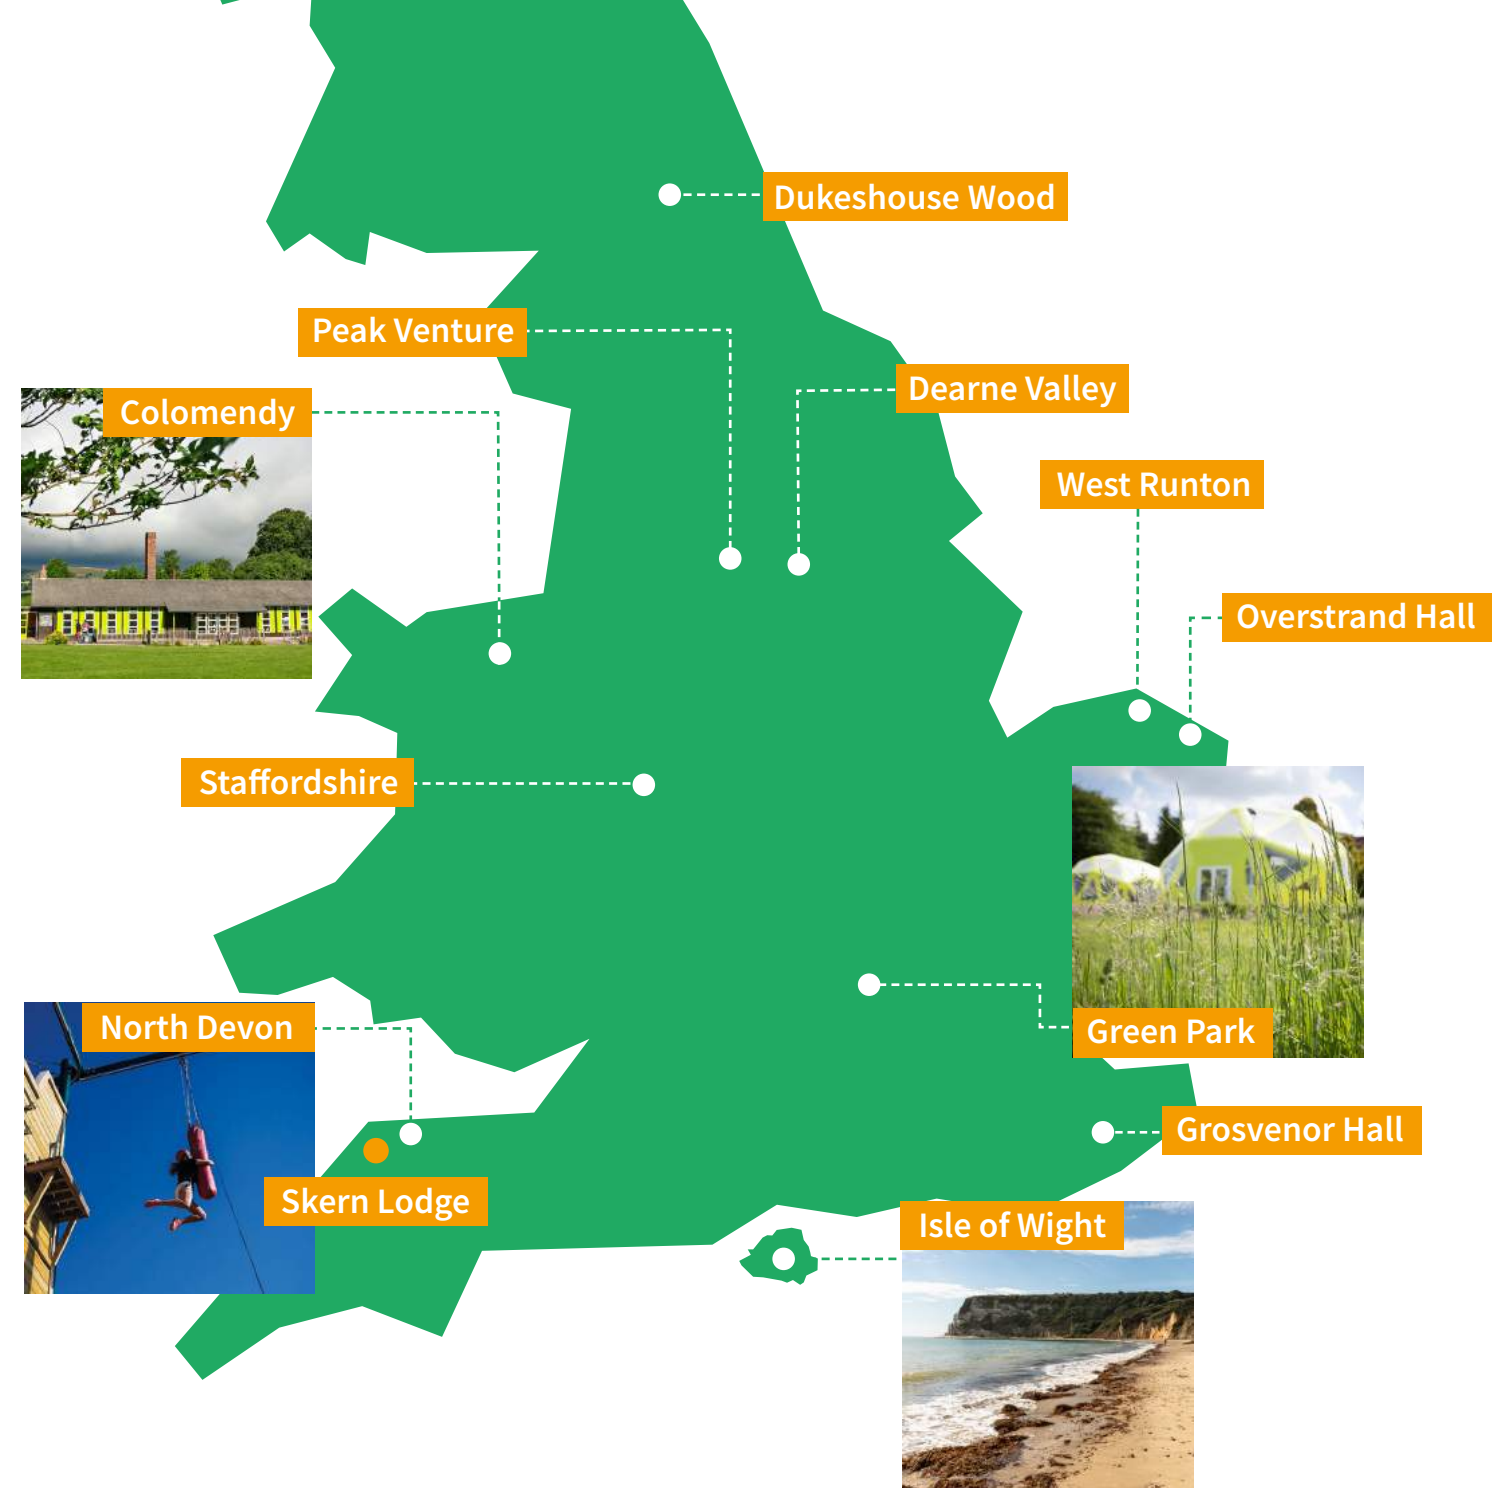 Dukeshouse Wood
Peak Venture
Dearne Valley
Colomendy
West Runton
Overstrand Hall
Staffordshire
North Devon
Green Park
Grosvenor Hall
Skern Lodge
Isle of Wight